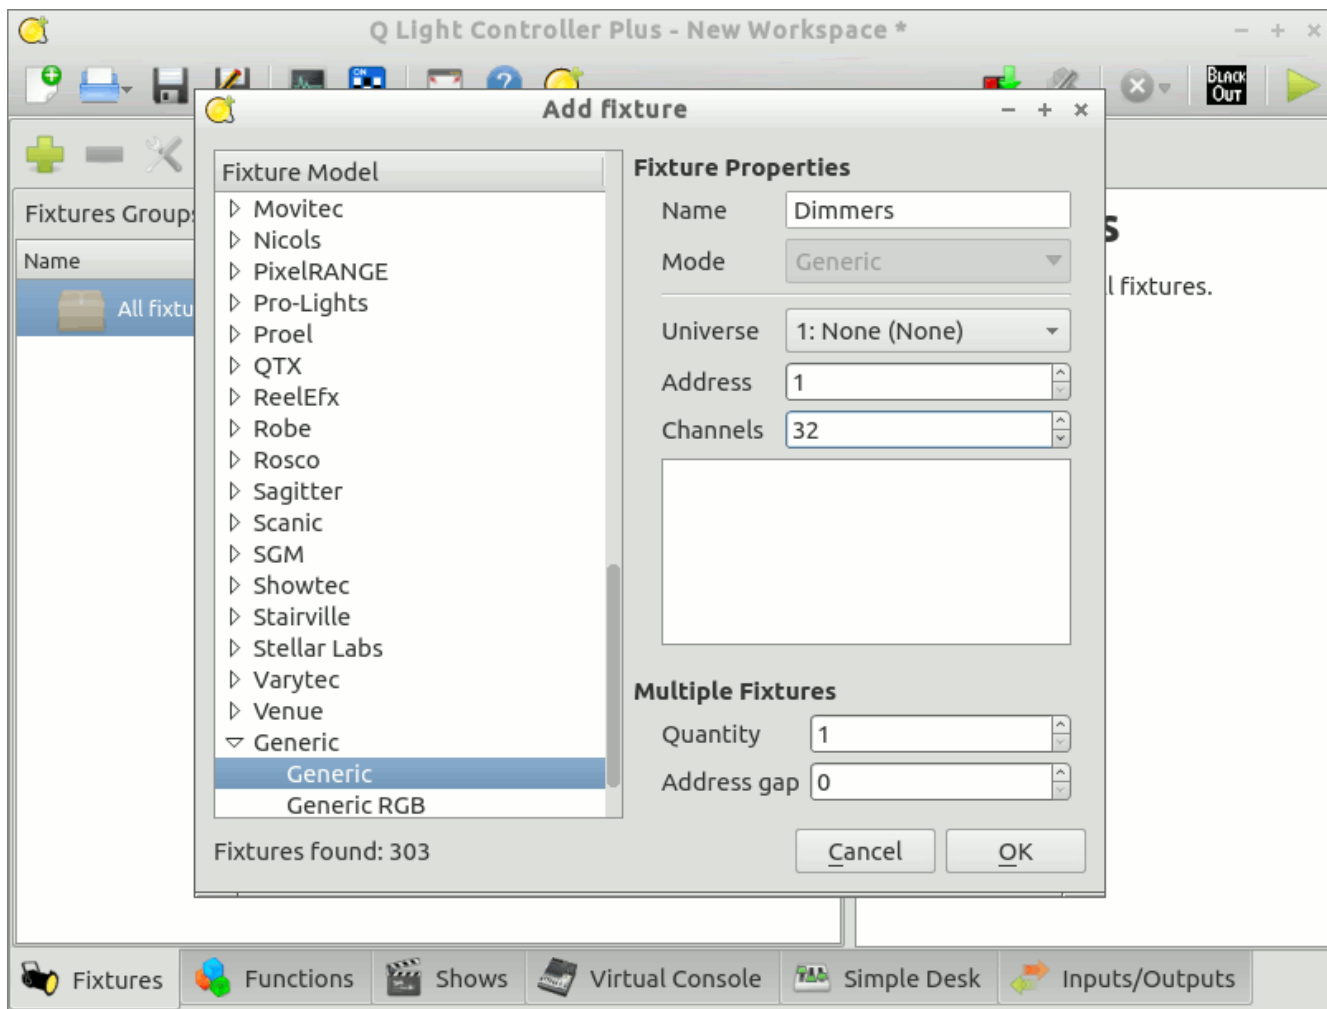 Q Light Controller Plus - New Workspace *
BLACK
OUT
ON
Add fixture
Fixtures Groups
Name
All fixtu
Fixture Model
Movitec
Nicols
PixelRANGE
Pro-Lights
Proel
QTX
ReelEfx
Robe
Rosco
Sagitter
Scanic
SGM
Showtec
Stairville
Stellar Labs
Varytec
Venue
Generic
Generic
Generic RGB
Fixtures found: 303
Fixture Properties
Name Dimmers
Mode Generic
Universe 1: None (None)
Address 1
Channels 32
Multiple Fixtures
Quantity 1
Address gap 0
Cancel OK
s
l fixtures.
Fixtures Functions Shows Virtual Console Simple Desk Inputs/Outputs